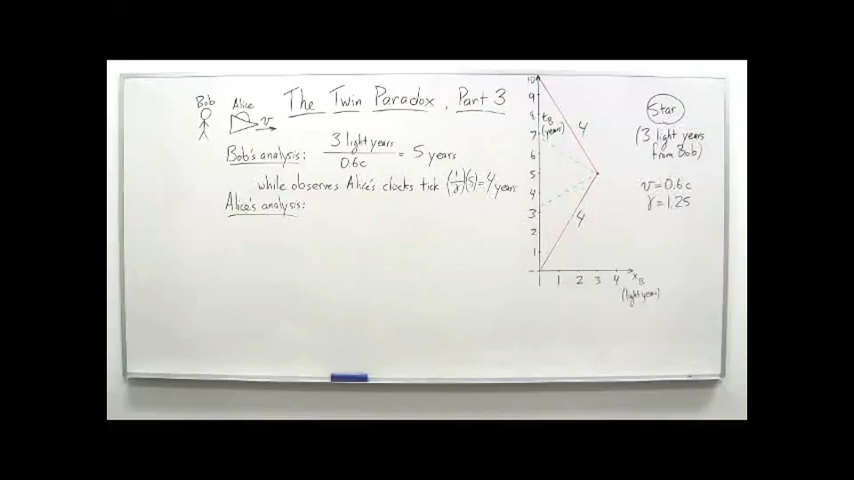 The Twin Paradox, Part 3
Bob
Alice
v
Bob's analysis: 3 light years / 0.6c = 5 years
while observes Alice's clocks tick (1/γ)(5) = 4 years
Alice's analysis:
10
9
8
7
6
5
4
3
2
1
t_B
(years)
4
4
1 2 3 4 x_B
(light years)
Star
(3 light years
from Bob)
v = 0.6c
γ = 1.25